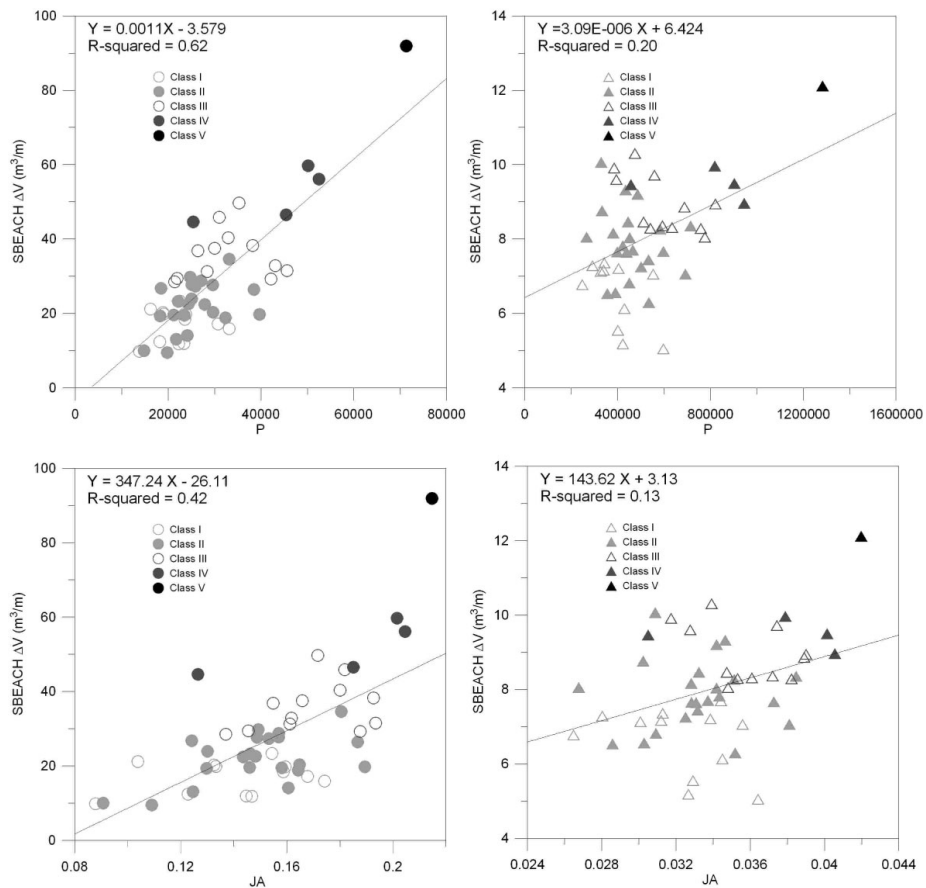 Y = 0.0011X - 3.579
R-squared = 0.62
Class I
Class II
Class III
Class IV
Class V
100
80
60
40
20
0
SBEACH ΔV (m³/m)
0 20000 40000 60000 80000
P
Y =3.09E-006 X + 6.424
R-squared = 0.20
Class I
Class II
Class III
Class IV
Class V
14
12
10
8
6
4
SBEACH ΔV (m³/m)
0 400000 800000 1200000 1600000
P
Y = 347.24 X - 26.11
R-squared = 0.42
Class I
Class II
Class III
Class IV
Class V
100
80
60
40
20
0
SBEACH ΔV (m³/m)
0.08 0.12 0.16 0.2
JA
Y = 143.62 X + 3.13
R-squared = 0.13
Class I
Class II
Class III
Class IV
Class V
14
12
10
8
6
4
SBEACH ΔV (m³/m)
0.024 0.028 0.032 0.036 0.04 0.044
JA